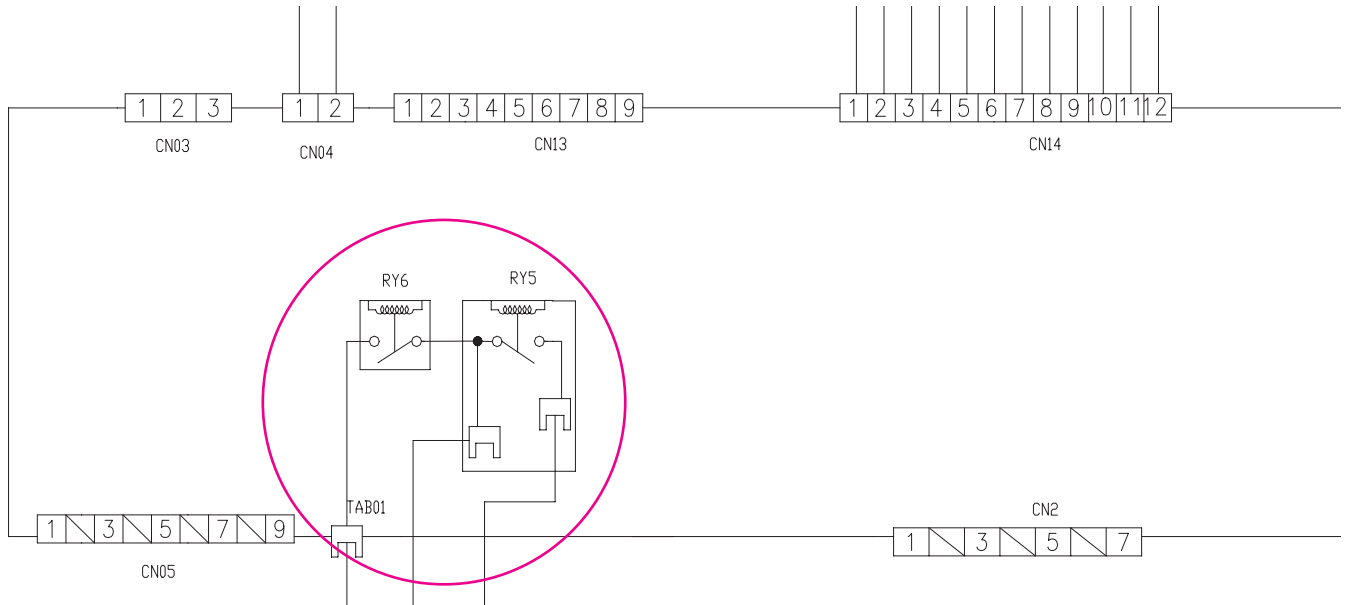 1 2 3
1 2
1 2 3 4 5 6 7 8 9
1 2 3 4 5 6 7 8 9 10 11 12
CN03
CN04
CN13
CN14
RY6
RY5
TAB01
1 3 5 7 9
CN05
CN2
1 3 5 7